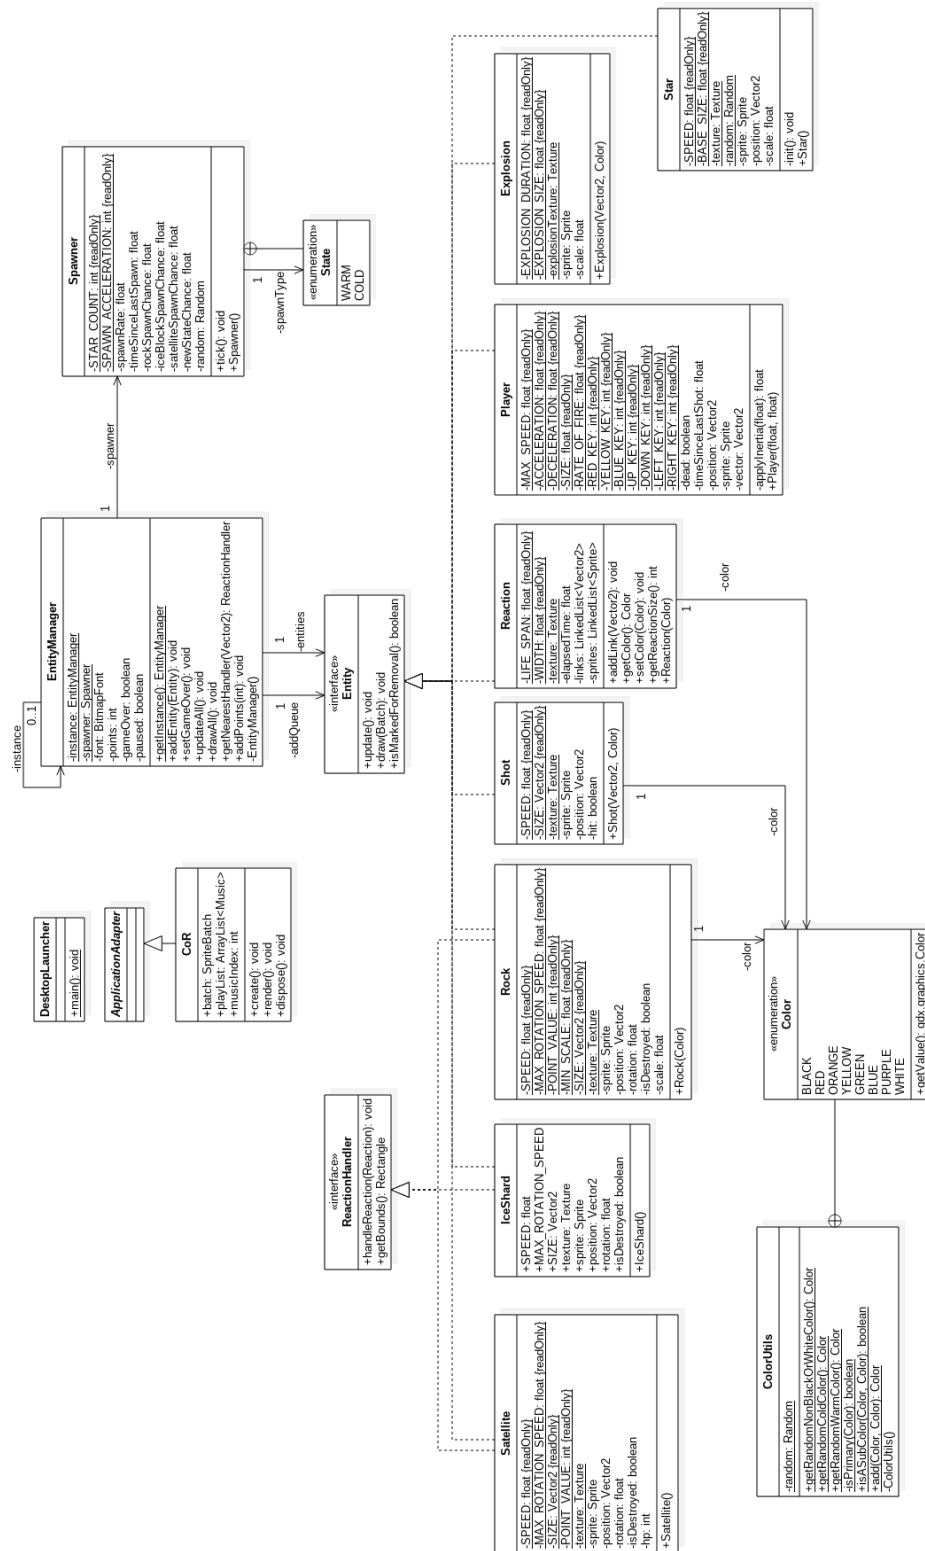 -instance
0..1
EntityManager
-instance: EntityManager
-spawner: Spawner
-font: BitmapFont
-points: int
-gameOver: boolean
-paused: boolean
+getInstance(): EntityManager
+addEntity(Entity): void
+setGameOver(): void
+updateAll(): void
+drawAll(): void
+getNearestHandler(Vector2): ReactionHandler
+addPoints(int): void
-EntityManager()
1
-spawner
Spawner
-STAR_COUNT: int {readOnly}
-SPAWN_ACCELERATION: int {readOnly}
-spawnRate: float
-timeSinceLastSpawn: float
-rockSpawnChance: float
-iceBlockSpawnChance: float
-satelliteSpawnChance: float
-newStateChance: float
-random: Random
+tick(): void
+Spawner()
1
-spawnType
«enumeration»
State
WARM
COLD
DesktopLauncher
+main(): void
ApplicationAdapter
CoR
+batch: SpriteBatch
+playList: ArrayList<Music>
+musicIndex: int
+create(): void
+render(): void
+dispose(): void
1
-addQueue
1
-entities
«interface»
Entity
+update(): void
+draw(Batch): void
+isMarkedForRemoval(): boolean
«interface»
ReactionHandler
+handleReaction(Reaction): void
+getBounds(): Rectangle
Satellite
-SPEED: float {readOnly}
-MAX_ROTATION_SPEED: float {readOnly}
-SIZE: Vector2 {readOnly}
-POINT_VALUE: int {readOnly}
-texture: Texture
-sprite: Sprite
-position: Vector2
-rotation: float
-isDestroyed: boolean
-hp: int
+Satellite()
IceShard
+SPEED: float
+MAX_ROTATION_SPEED
+SIZE: Vector2
+texture: Texture
+sprite: Sprite
+position: Vector2
+rotation: float
+isDestroyed: boolean
+IceShard()
Rock
-SPEED: float {readOnly}
-MAX_ROTATION_SPEED: float {readOnly}
-POINT_VALUE: int {readOnly}
-MIN_SCALE: float {readOnly}
-SIZE: Vector2 {readOnly}
-texture: Texture
-sprite: Sprite
-position: Vector2
-rotation: float
-isDestroyed: boolean
-scale: float
+Rock(Color)
1
-color
Shot
-SPEED: float {readOnly}
-SIZE: Vector2 {readOnly}
-texture: Texture
-sprite: Sprite
-position: Vector2
-hit: boolean
+Shot(Vector2, Color)
1
-color
Reaction
-LIFE_SPAN: float {readOnly}
-WIDTH: float {readOnly}
-texture: Texture
-elapsedTime: float
-links: LinkedList<Vector2>
-sprites: LinkedList<Sprite>
+addLink(Vector2): void
+getColor(): Color
+setColor(Color): void
+getReactionSize(): int
+Reaction(Color)
1
-color
Player
-MAX_SPEED: float {readOnly}
-ACCELERATION: float {readOnly}
-DECELERATION: float {readOnly}
-SIZE: float {readOnly}
-RATE_OF_FIRE: float {readOnly}
-RED_KEY: int {readOnly}
-YELLOW_KEY: int {readOnly}
-BLUE_KEY: int {readOnly}
-UP_KEY: int {readOnly}
-DOWN_KEY: int {readOnly}
-LEFT_KEY: int {readOnly}
-RIGHT_KEY: int {readOnly}
-dead: boolean
-timeSinceLastShot: float
-position: Vector2
-sprite: Sprite
-vector: Vector2
-applyInertia(float): float
+Player(float, float)
Explosion
-EXPLOSION_DURATION: float {readOnly}
-EXPLOSION_SIZE: float {readOnly}
-explosionTexture: Texture
-sprite: Sprite
-scale: float
+Explosion(Vector2, Color)
Star
-SPEED: float {readOnly}
-BASE_SIZE: float {readOnly}
-texture: Texture
-random: Random
-sprite: Sprite
-position: Vector2
-scale: float
-init(): void
+Star()
ColorUtils
-random: Random
+getRandomNonBlackOrWhiteColor(): Color
+getRandomColdColor(): Color
+getRandomWarmColor(): Color
-isPrimary(Color): boolean
+isASubColor(Color, Color): boolean
+add(Color, Color): Color
-ColorUtils()
«enumeration»
Color
BLACK
RED
ORANGE
YELLOW
GREEN
BLUE
PURPLE
WHITE
+getValue(): gdx.graphics.Color